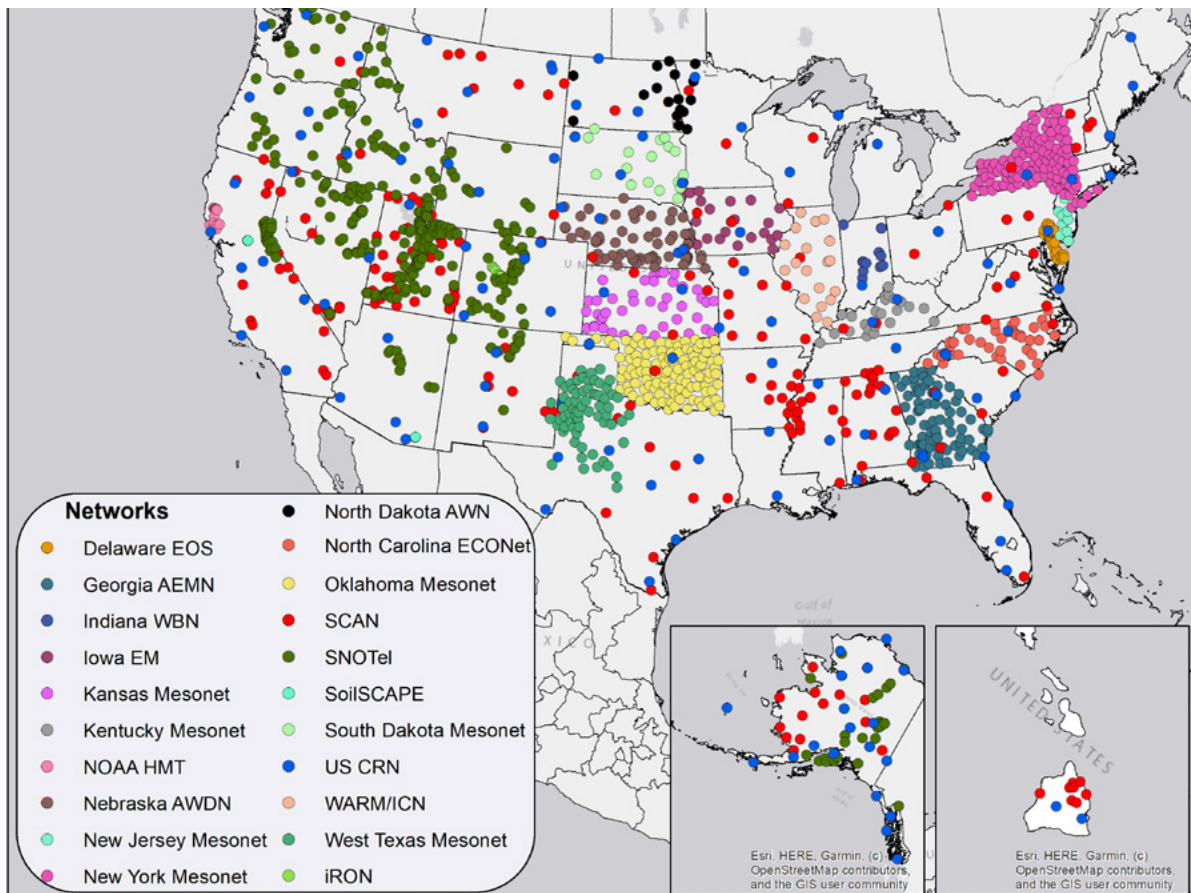 UNITED
Networks
Delaware EOS
Georgia AEMN
Indiana WBN
Iowa EM
Kansas Mesonet
Kentucky Mesonet
NOAA HMT
Nebraska AWDN
New Jersey Mesonet
New York Mesonet
North Dakota AWN
North Carolina ECONet
Oklahoma Mesonet
SCAN
SNOTel
SoilSCAPE
South Dakota Mesonet
US CRN
WARM/ICN
West Texas Mesonet
iRON
XICO
Gulf of
Mexico
Esri, HERE, Garmin, (c)
OpenStreetMap contributors,
and the GIS user community
U
UNITED STATES
Esri, HERE, Garmin, (c)
OpenStreetMap contributors,
and the GIS user community